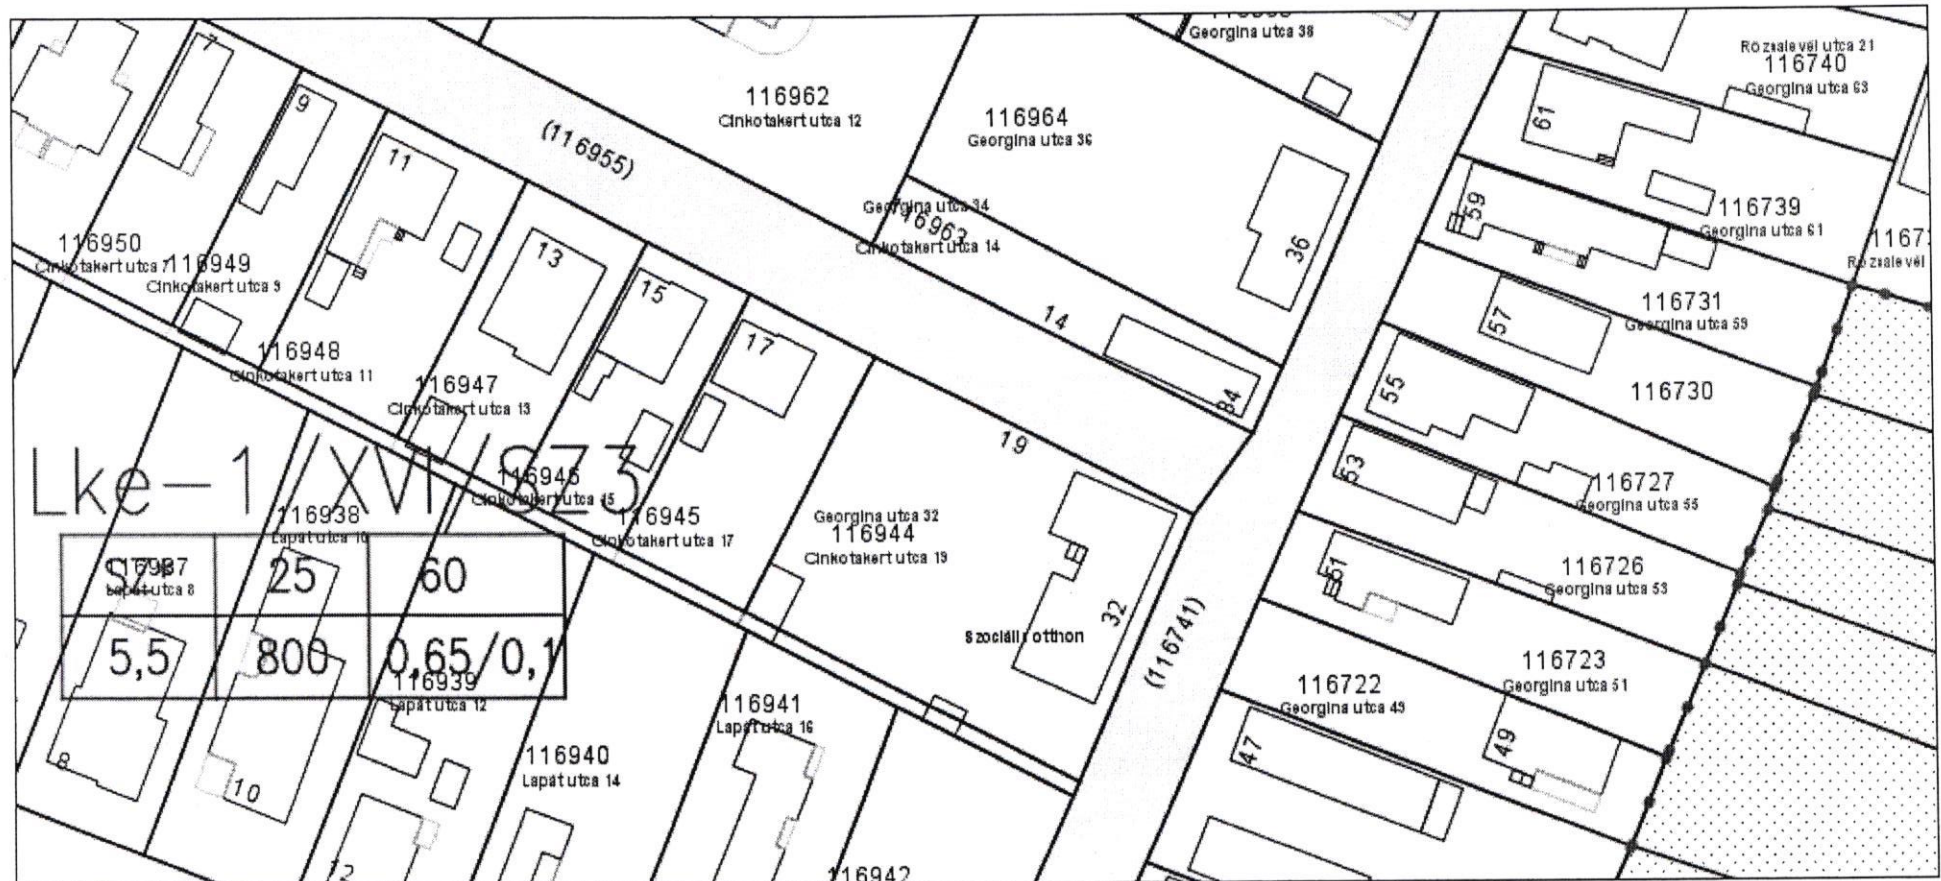 Georgina utca 38
Rózsalevél utca 21
116740
Georgina utca 63
7
9
11
116962
Cinkotakert utca 12
116964
Georgina utca 36
61
(116955)
59
116739
Georgina utca 61
Georgina utca 34
116963
Cinkotakert utca 14
36
Rózsalevél
116950
Cinkotakert utca 7
116949
Cinkotakert utca 9
13
15
14
57
116731
Georgina utca 59
17
116948
Cinkotakert utca 11
116947
Cinkotakert utca 13
34
55
116730
19
53
Lke-1/XVI/SZ3
116946
Cinkotakert utca 15
116727
Georgina utca 55
116938
Lapát utca 10
116945
Cinkotakert utca 17
Georgina utca 32
116944
Cinkotakert utca 19
116937
Lapát utca 8
25
60
51
116726
Georgina utca 53
5,5
800
0,65/0,1
32
Szociális otthon
(116741)
116723
Georgina utca 51
116722
Georgina utca 49
116939
Lapát utca 12
116941
Lapát utca 16
8
10
116940
Lapát utca 14
47
49
12
116942